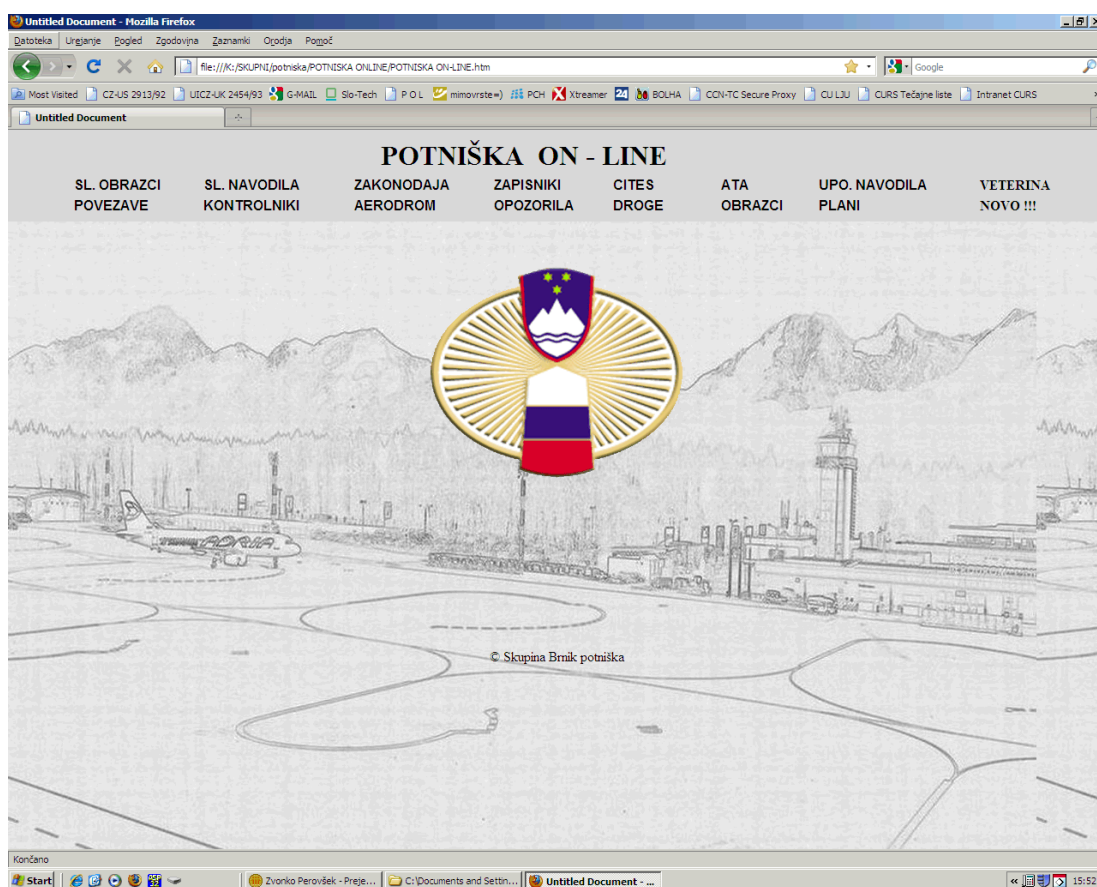 Untitled Document - Mozilla Firefox
Datoteka Urejanje Pogled Zgodovina Zaznamki Orodja Pomoč
file:///K:/SKUPNI/potniska/POTNISKA ONLINE/POTNISKA ON-LINE.htm
Google
Most Visited CZ-US 2913/92 UICZ-UK 2454/93 G-MAIL Slo-Tech P O L mimovrste=) PCH Xtreamer 24 BOLHA CCN-TC Secure Proxy CU LJU CURS Tečajne liste Intranet CURS
Untitled Document
POTNIŠKA ON - LINE
SL. OBRAZCI SL. NAVODILA ZAKONODAJA ZAPISNIKI CITES ATA UPO. NAVODILA VETERINA
POVEZAVE KONTROLNIKI AERODROM OPOZORILA DROGE OBRAZCI PLANI NOVO !!!
ADRIA
© Skupina Brnik potniška
Končano
Start Zvonko Perovšek - Preje... C:\Documents and Settin... Untitled Document - ... « 15:52